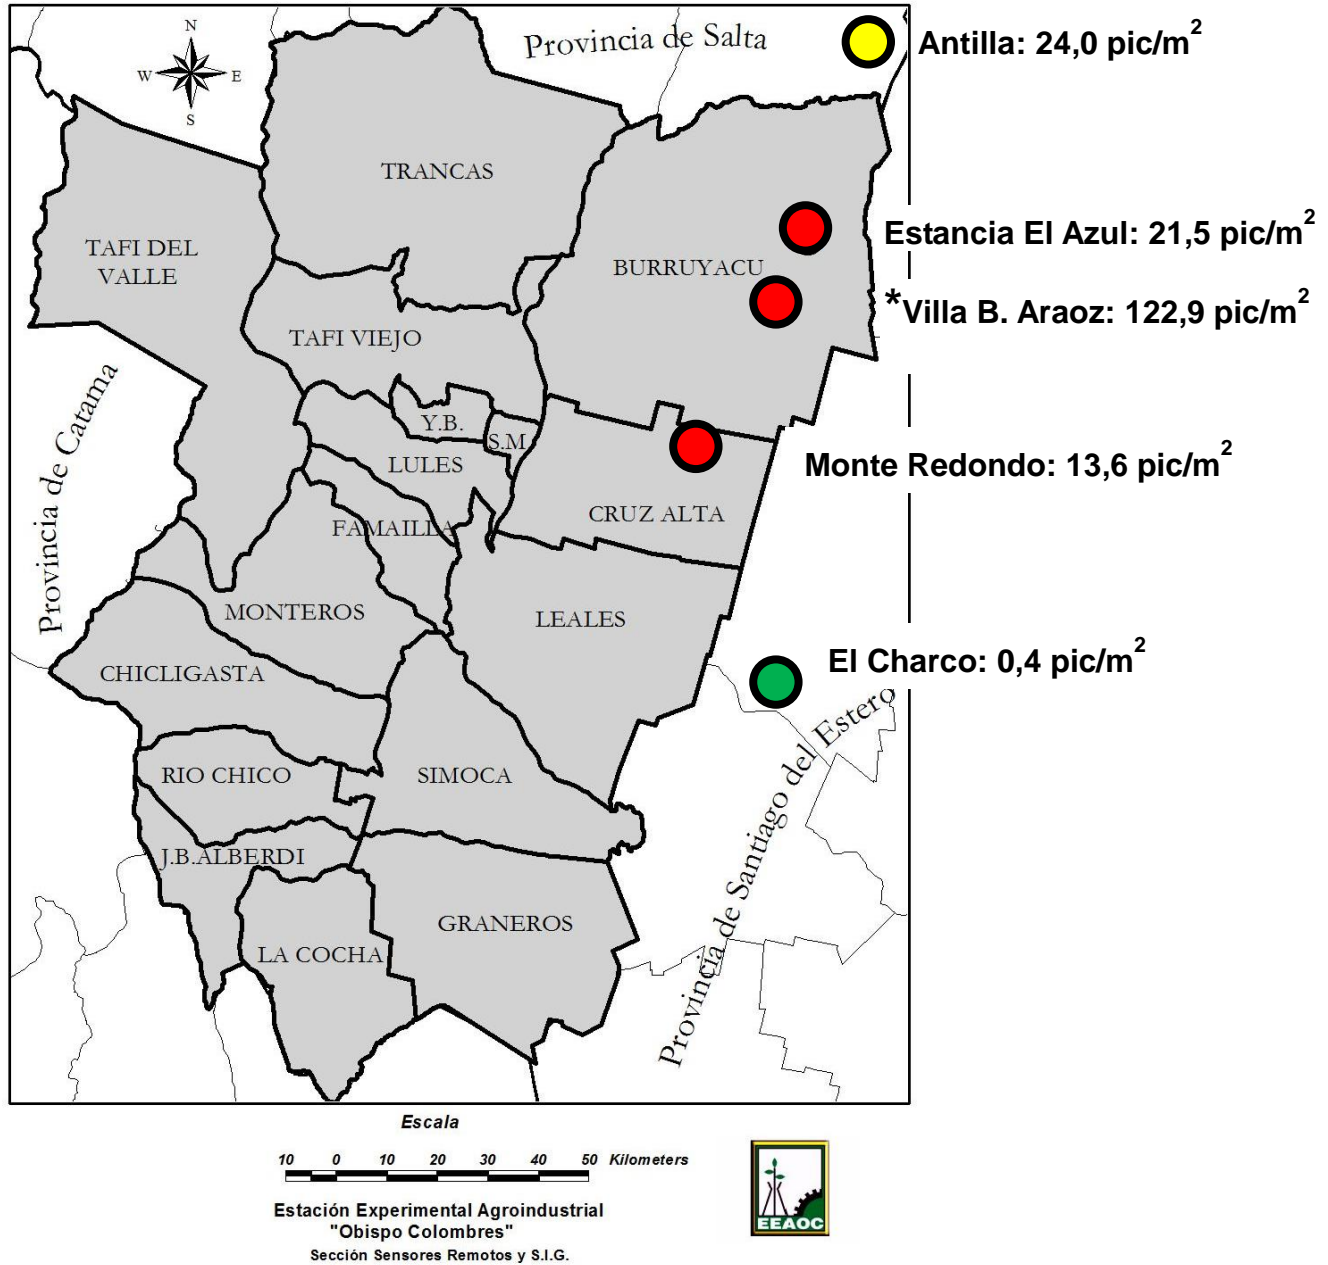 N
W E
S
Provincia de Salta
Antilla: 24,0 pic/m²
TRANCAS
TAFI DEL
VALLE
Estancia El Azul: 21,5 pic/m²
BURRUYACU
*Villa B. Araoz: 122,9 pic/m²
TAFI VIEJO
Provincia de Catama
Y.B.
S.M.
LULES
Monte Redondo: 13,6 pic/m²
CRUZ ALTA
FAMAILLA
MONTEROS
LEALES
El Charco: 0,4 pic/m²
CHICLIGASTA
Provincia de Santiago del Estero
RIO CHICO
SIMOCA
J.B.ALBERDI
GRANEROS
LA COCHA
Escala
10 0 10 20 30 40 50 Kilometers
Estación Experimental Agroindustrial
"Obispo Colombres"
Sección Sensores Remotos y S.I.G.
EEAOC